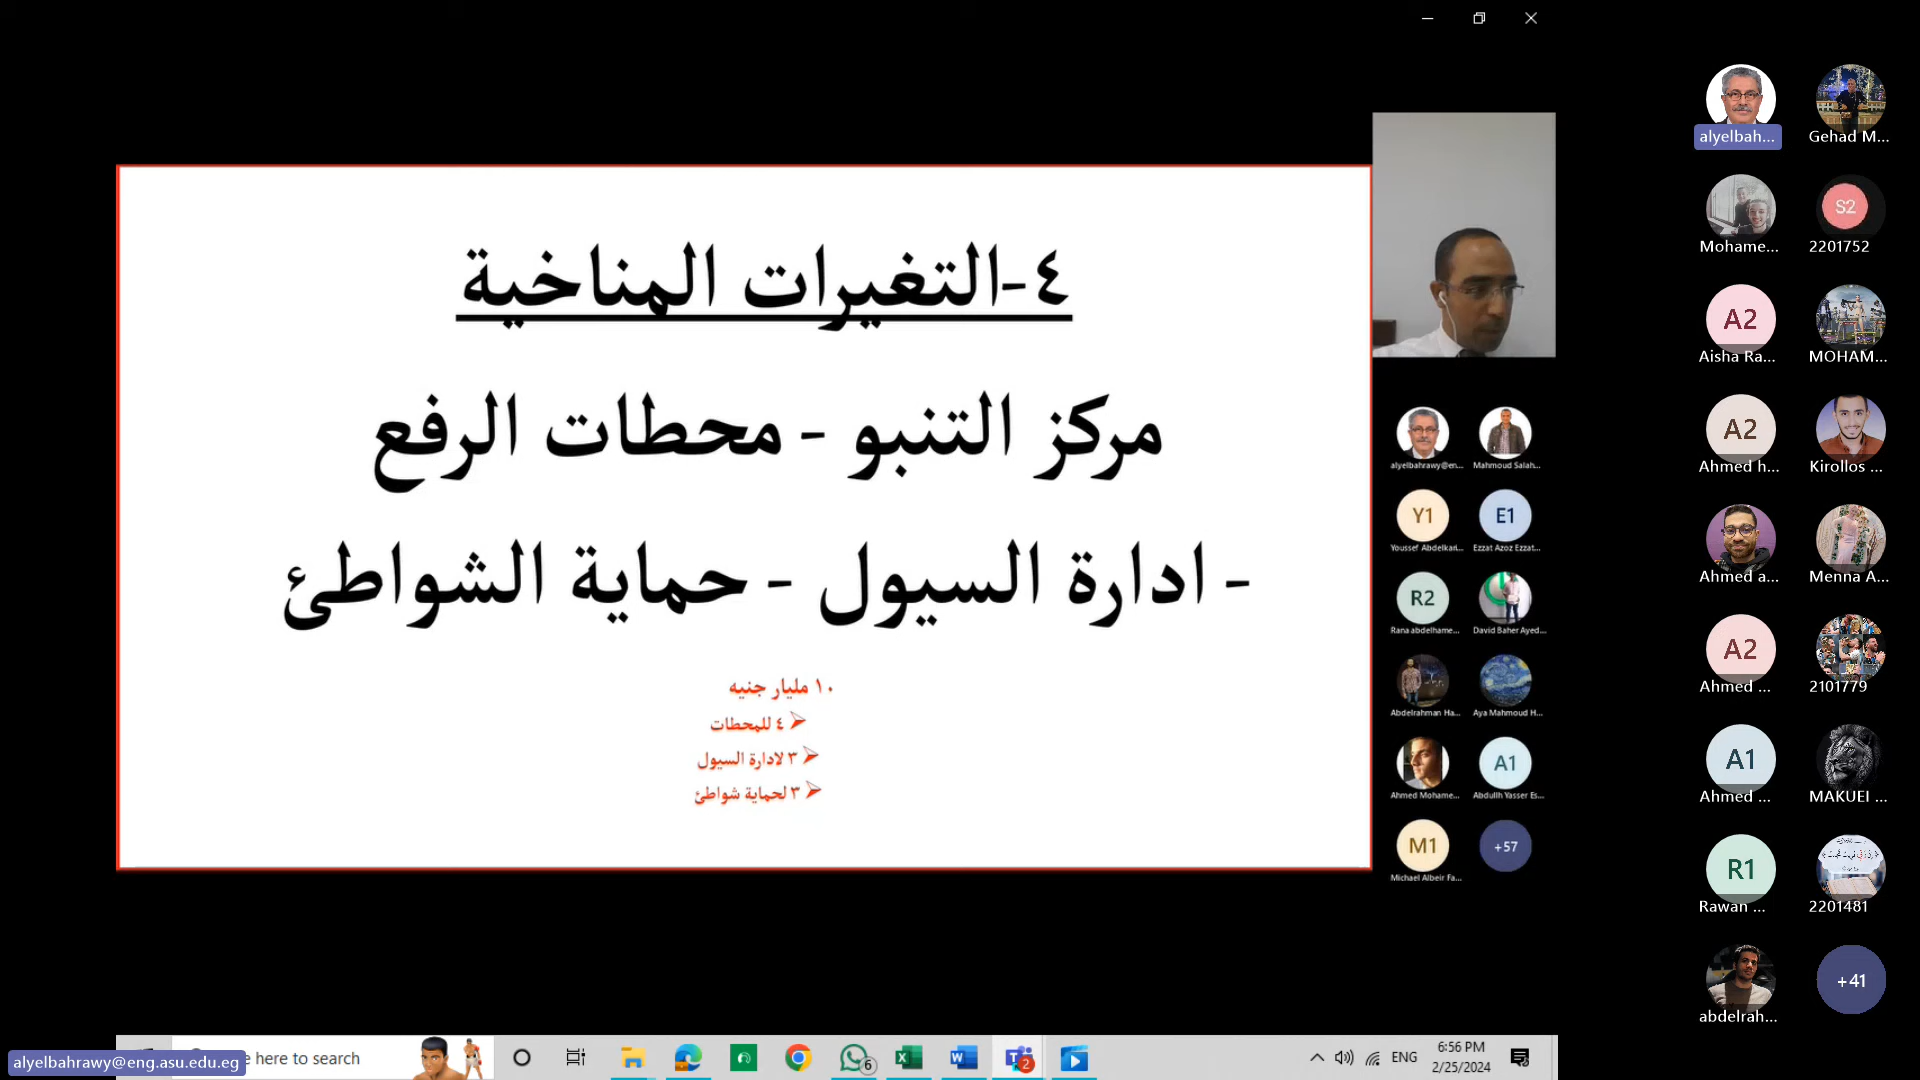 ٤-التغيرات المناخية
مركز التنبو - محطات الرفع
- ادارة السيول - حماية الشواطئ
١٠ مليار جنيه
٤ للمحطات
٣ لادارة السيول
٣ لحماية شواطئ
alyelbahrawy@en...
Mahmoud Salah...
Y1
E1
Youssef Abdelkari...
Ezzat Azoz Ezzat...
R2
Rana abdelhame...
David Baher Ayed...
Abdelrahman Ha...
Aya Mahmoud H...
A1
Ahmed Mohame...
Abdullh Yasser Es...
M1
+57
Michael Albeir Fa...
alyelbah...
Gehad M...
S2
Mohame...
2201752
A2
Aisha Ra...
MOHAM...
A2
Ahmed h...
Kirollos ...
Ahmed a...
Menna A...
A2
Ahmed ...
2101779
A1
Ahmed ...
MAKUEI ...
R1
Rawan ...
2201481
+41
abdelrah...
alyelbahrawy@eng.asu.edu.eg
here to search
6
2
ENG
6:56 PM
2/25/2024